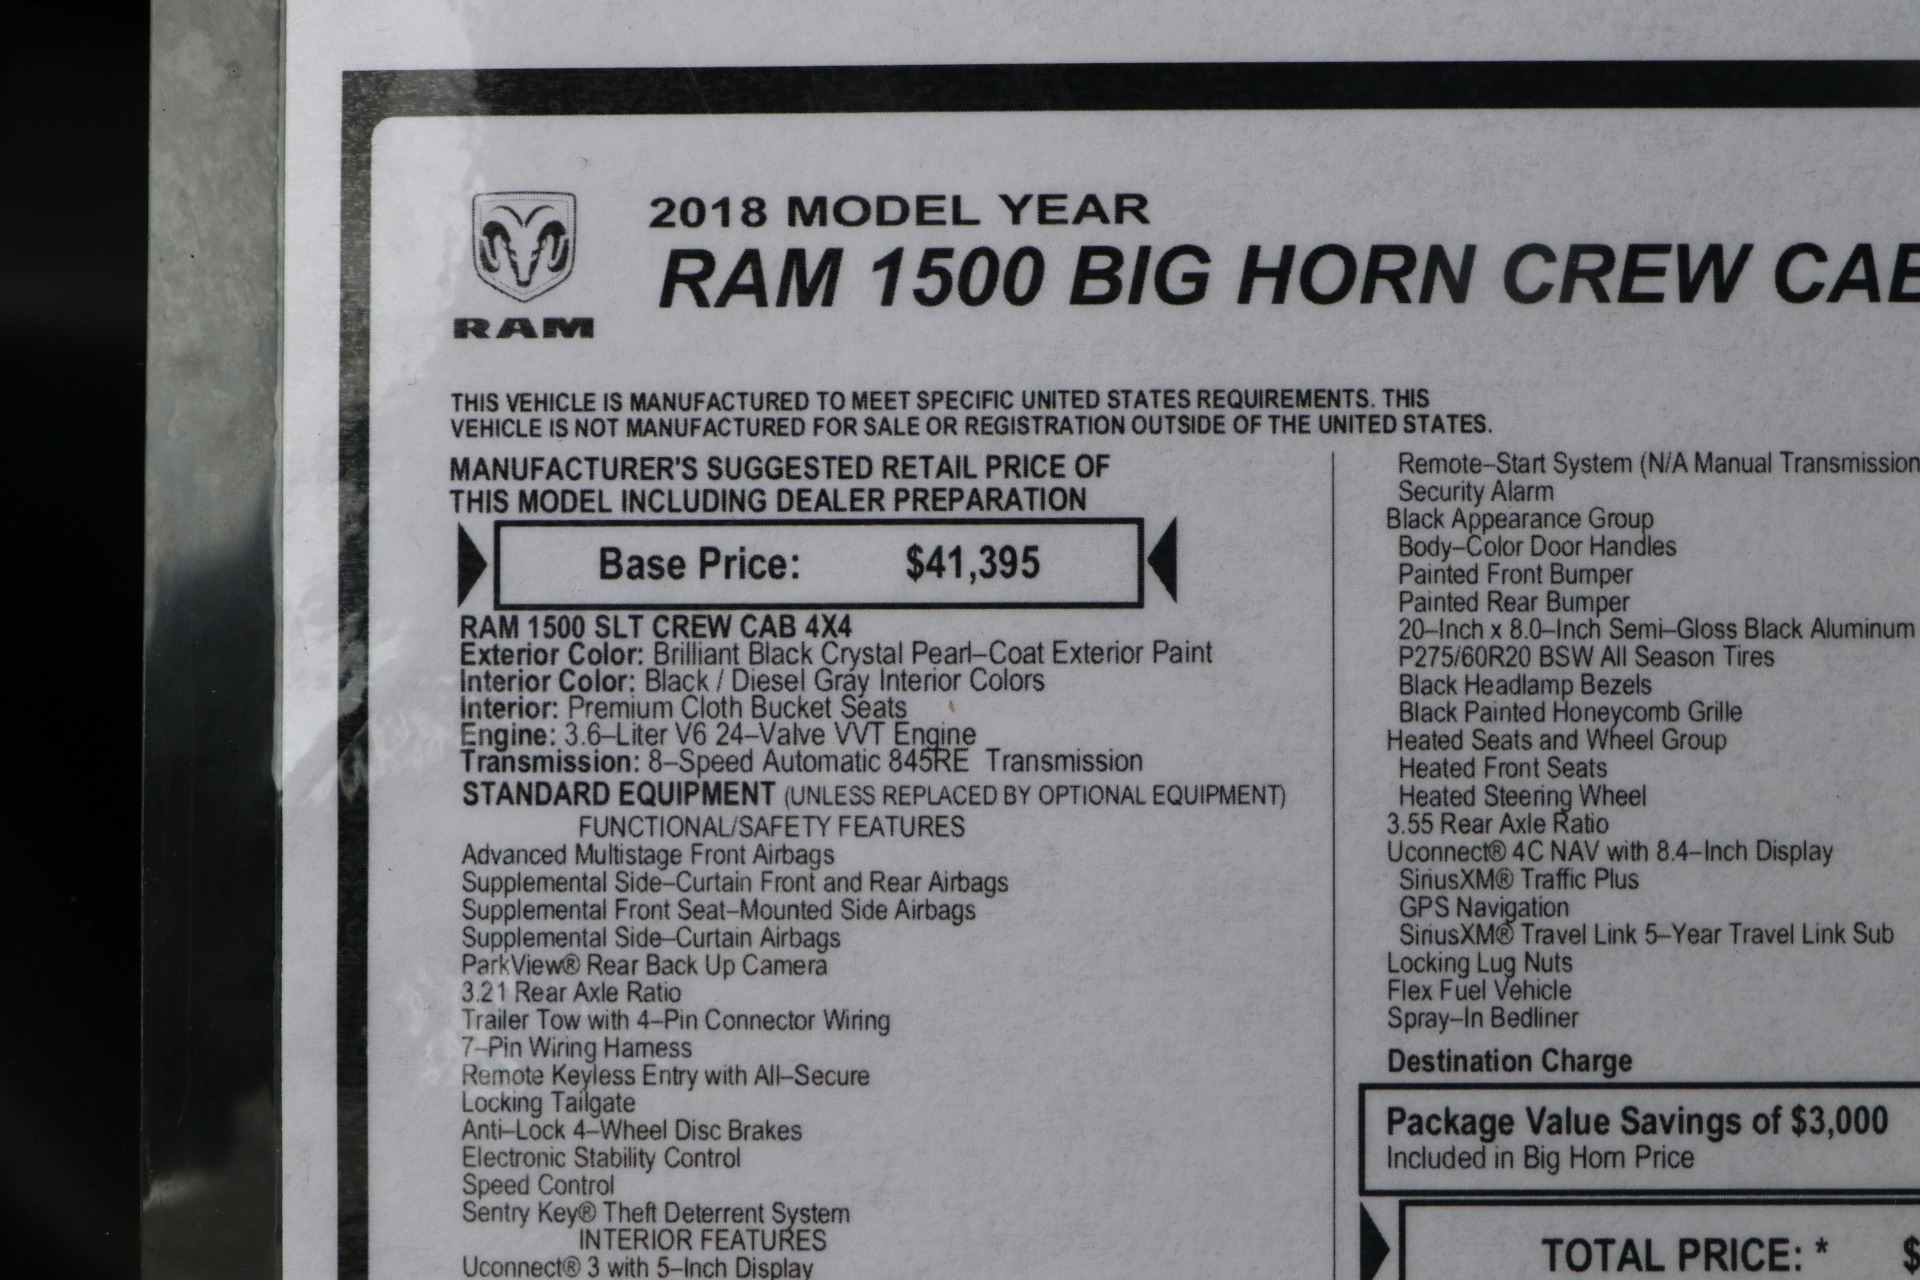 2018 MODEL YEAR
RAM 1500 BIG HORN CREW CAB
RAM
THIS VEHICLE IS MANUFACTURED TO MEET SPECIFIC UNITED STATES REQUIREMENTS. THIS
VEHICLE IS NOT MANUFACTURED FOR SALE OR REGISTRATION OUTSIDE OF THE UNITED STATES.
MANUFACTURER'S SUGGESTED RETAIL PRICE OF
THIS MODEL INCLUDING DEALER PREPARATION
Base Price: $41,395
RAM 1500 SLT CREW CAB 4X4
Exterior Color: Brilliant Black Crystal Pearl–Coat Exterior Paint
Interior Color: Black / Diesel Gray Interior Colors
Interior: Premium Cloth Bucket Seats
Engine: 3.6–Liter V6 24–Valve VVT Engine
Transmission: 8–Speed Automatic 845RE Transmission
STANDARD EQUIPMENT (UNLESS REPLACED BY OPTIONAL EQUIPMENT)
FUNCTIONAL/SAFETY FEATURES
Advanced Multistage Front Airbags
Supplemental Side–Curtain Front and Rear Airbags
Supplemental Front Seat–Mounted Side Airbags
Supplemental Side–Curtain Airbags
ParkView® Rear Back Up Camera
3.21 Rear Axle Ratio
Trailer Tow with 4–Pin Connector Wiring
7–Pin Wiring Harness
Remote Keyless Entry with All–Secure
Locking Tailgate
Anti–Lock 4–Wheel Disc Brakes
Electronic Stability Control
Speed Control
Sentry Key® Theft Deterrent System
INTERIOR FEATURES
Uconnect® 3 with 5–Inch Display
Remote–Start System (N/A Manual Transmission
Security Alarm
Black Appearance Group
Body–Color Door Handles
Painted Front Bumper
Painted Rear Bumper
20–Inch x 8.0–Inch Semi–Gloss Black Aluminum
P275/60R20 BSW All Season Tires
Black Headlamp Bezels
Black Painted Honeycomb Grille
Heated Seats and Wheel Group
Heated Front Seats
Heated Steering Wheel
3.55 Rear Axle Ratio
Uconnect® 4C NAV with 8.4–Inch Display
SiriusXM® Traffic Plus
GPS Navigation
SiriusXM® Travel Link 5–Year Travel Link Sub
Locking Lug Nuts
Flex Fuel Vehicle
Spray–In Bedliner
Destination Charge
Package Value Savings of $3,000
Included in Big Horn Price
TOTAL PRICE: * $